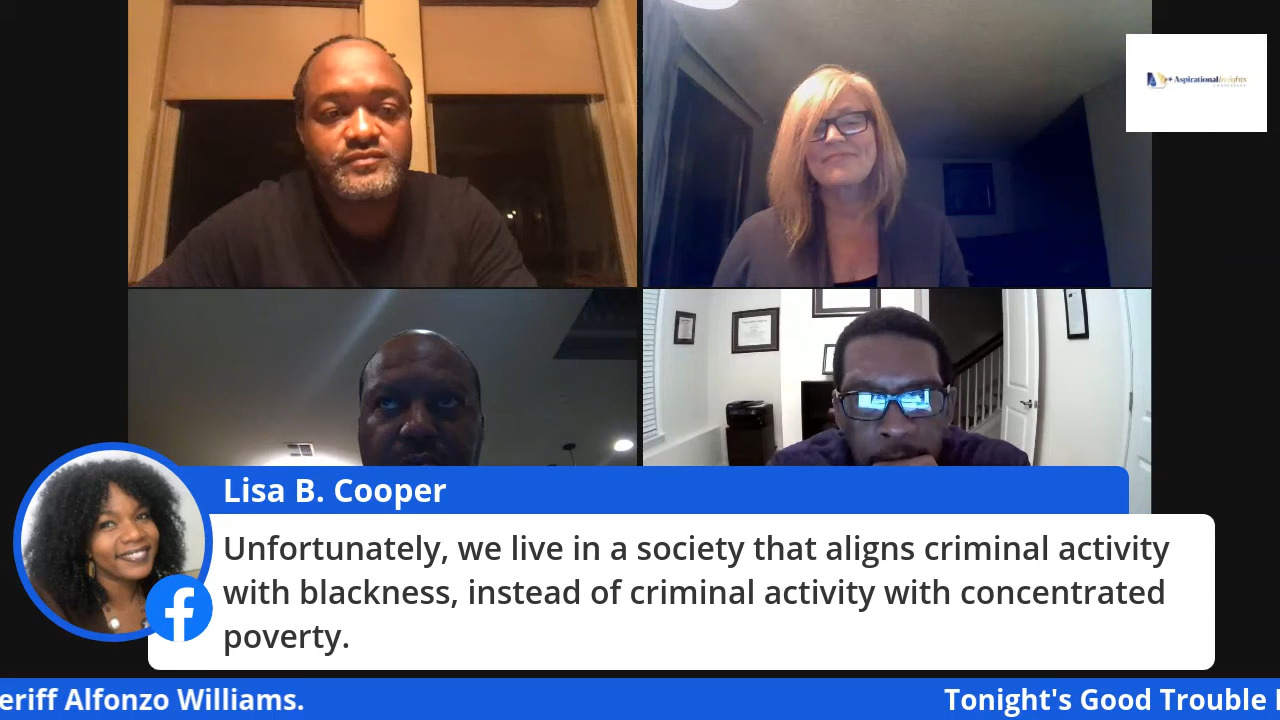 AspirationalInsights
Lisa B. Cooper
Unfortunately, we live in a society that aligns criminal activity
with blackness, instead of criminal activity with concentrated
poverty.
eriff Alfonzo Williams.
Tonight's Good Trouble